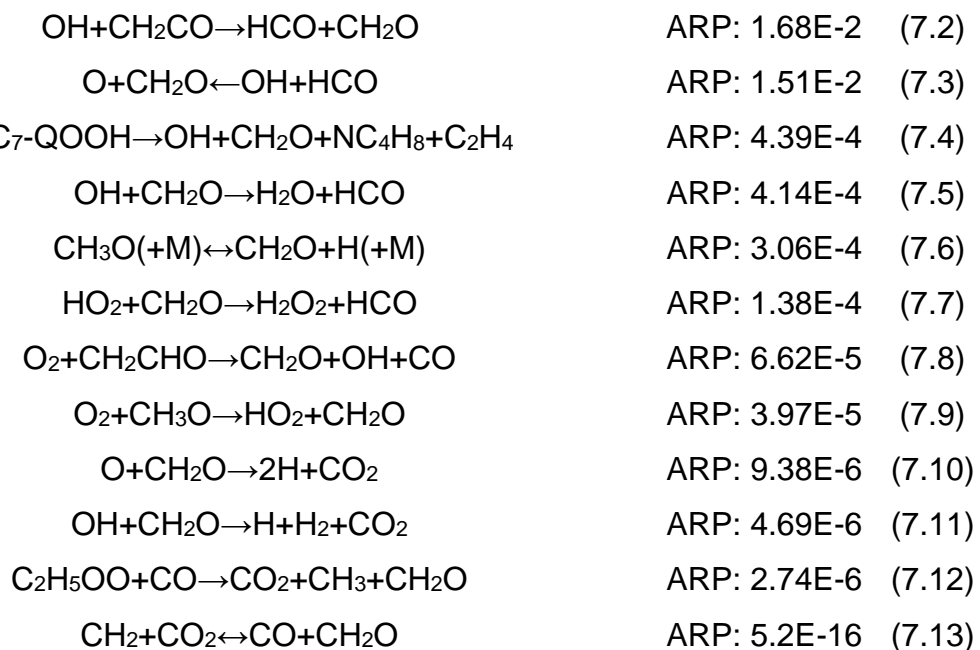 OH+CH₂CO→HCO+CH₂O ARP: 1.68E-2 (7.2)
O+CH₂O←OH+HCO ARP: 1.51E-2 (7.3)
C₇-QOOH→OH+CH₂O+NC₄H₈+C₂H₄ ARP: 4.39E-4 (7.4)
OH+CH₂O→H₂O+HCO ARP: 4.14E-4 (7.5)
CH₃O(+M)↔CH₂O+H(+M) ARP: 3.06E-4 (7.6)
HO₂+CH₂O→H₂O₂+HCO ARP: 1.38E-4 (7.7)
O₂+CH₂CHO→CH₂O+OH+CO ARP: 6.62E-5 (7.8)
O₂+CH₃O→HO₂+CH₂O ARP: 3.97E-5 (7.9)
O+CH₂O→2H+CO₂ ARP: 9.38E-6 (7.10)
OH+CH₂O→H+H₂+CO₂ ARP: 4.69E-6 (7.11)
C₂H₅OO+CO→CO₂+CH₃+CH₂O ARP: 2.74E-6 (7.12)
CH₂+CO₂↔CO+CH₂O ARP: 5.2E-16 (7.13)